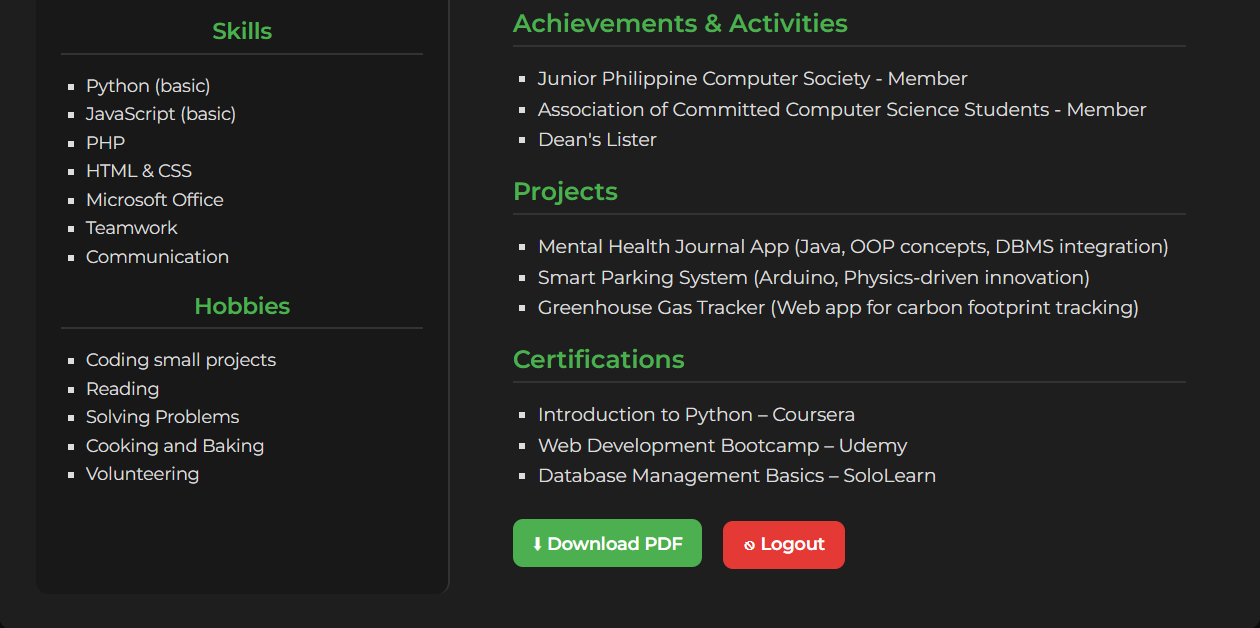 Skills
Python (basic)
JavaScript (basic)
PHP
HTML & CSS
Microsoft Office
Teamwork
Communication
Hobbies
Coding small projects
Reading
Solving Problems
Cooking and Baking
Volunteering
Achievements & Activities
Junior Philippine Computer Society - Member
Association of Committed Computer Science Students - Member
Dean's Lister
Projects
Mental Health Journal App (Java, OOP concepts, DBMS integration)
Smart Parking System (Arduino, Physics-driven innovation)
Greenhouse Gas Tracker (Web app for carbon footprint tracking)
Certifications
Introduction to Python – Coursera
Web Development Bootcamp – Udemy
Database Management Basics – SoloLearn
⬇ Download PDF
🛇 Logout